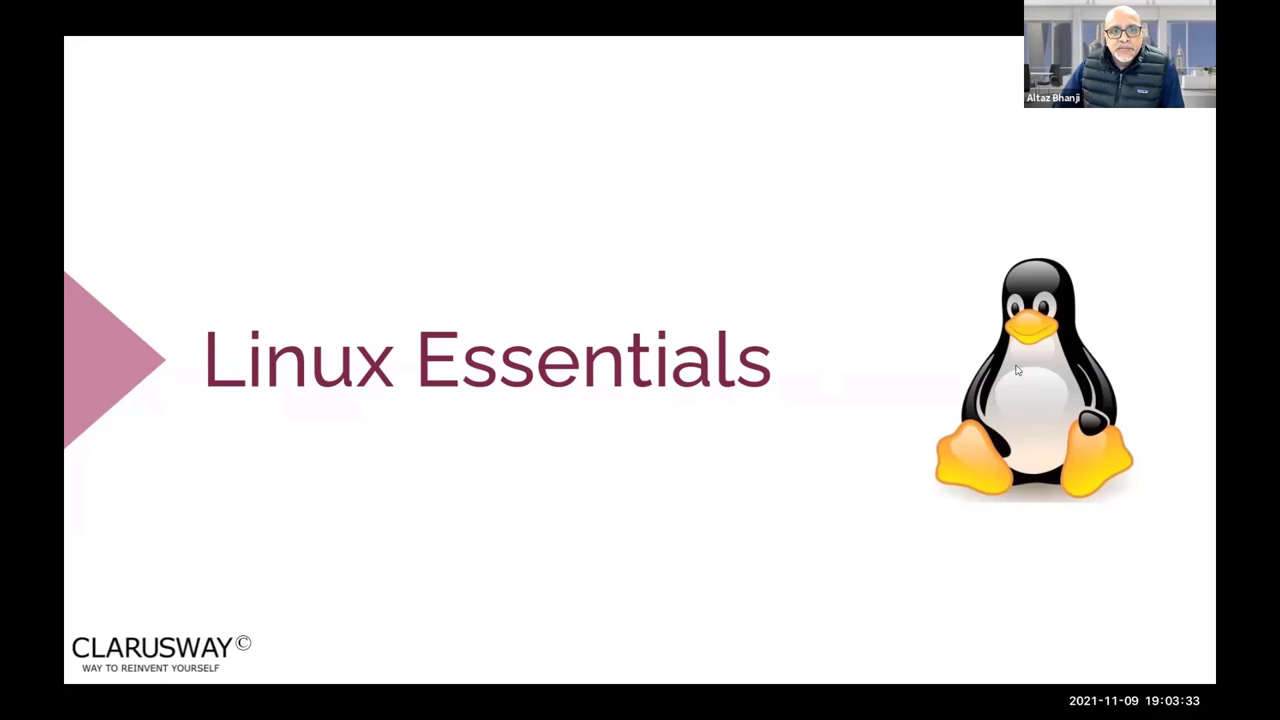 Altaz Bhanji
Linux Essentials
CLARUSWAY©
WAY TO REINVENT YOURSELF
2021-11-09 19:03:33